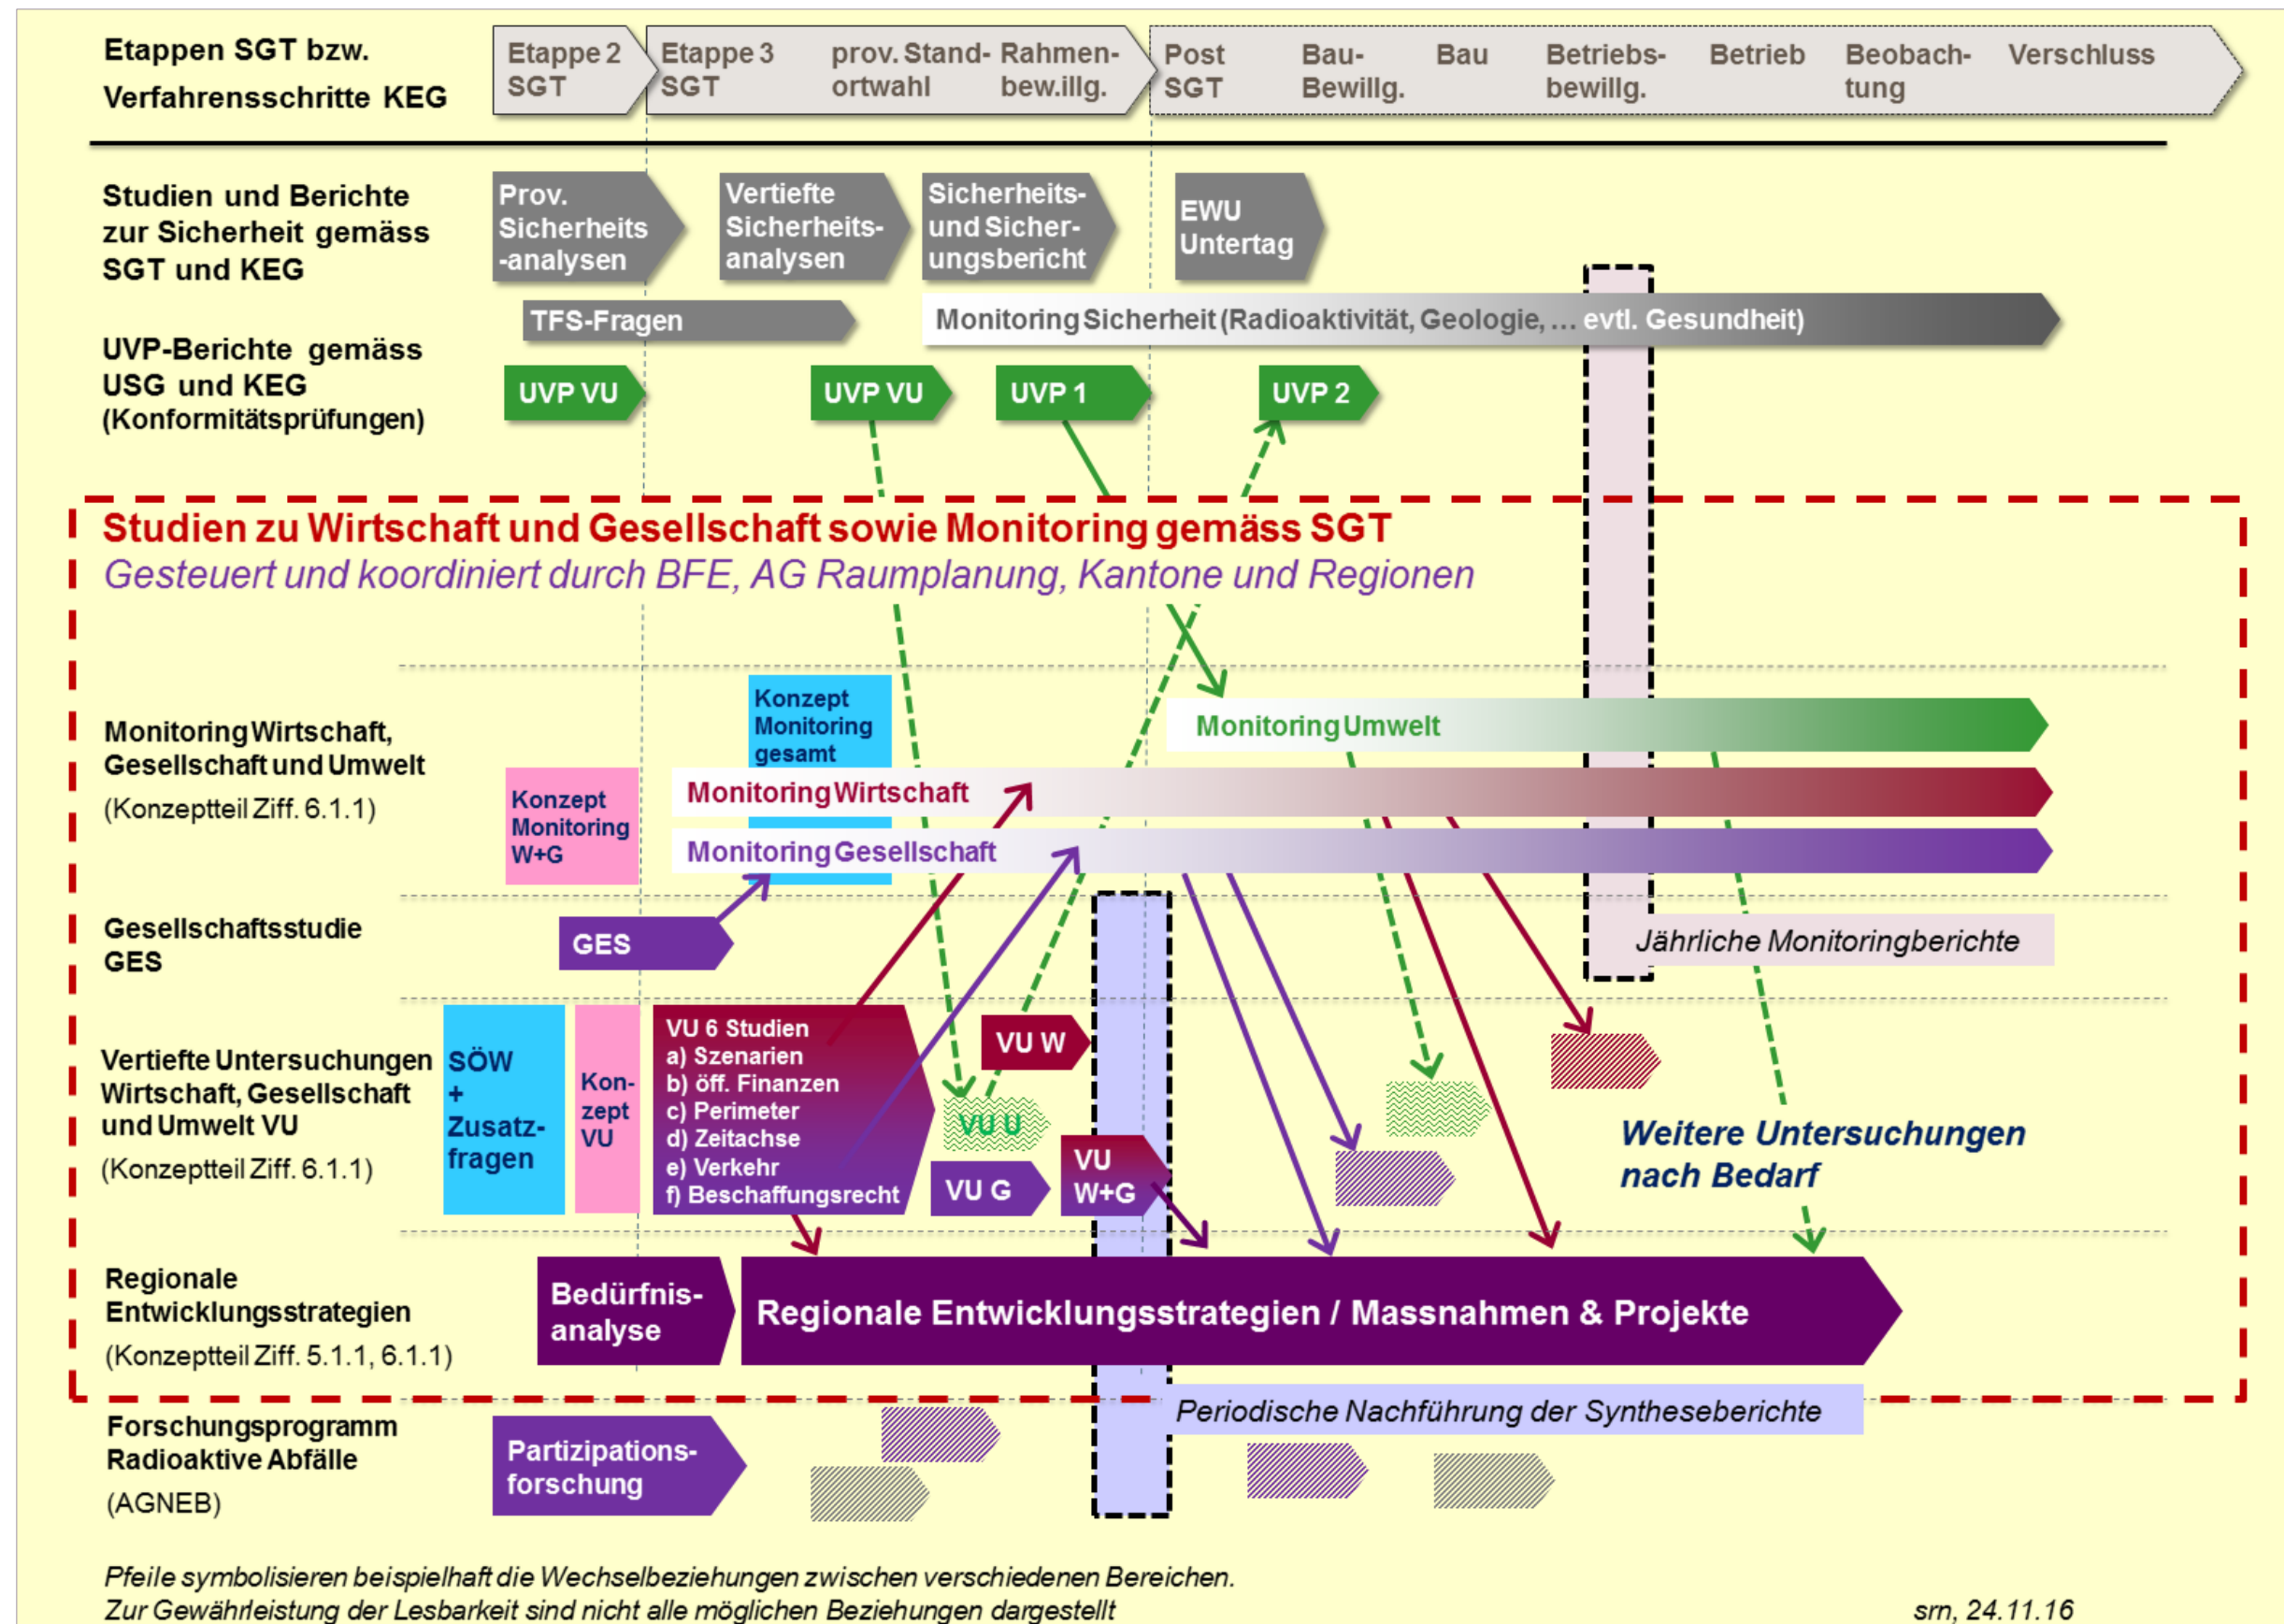 Etappen SGT bzw.
Verfahrensschritte KEG
Etappe 2
SGT
Etappe 3
SGT
prov. Stand-
ortwahl
Rahmen-
bew.illg.
Post
SGT
Bau-
Bewillg.
Bau
Betriebs-
bewillg.
Betrieb
Beobach-
tung
Verschluss
Studien und Berichte
zur Sicherheit gemäss
SGT und KEG
Prov.
Sicherheits
-analysen
Vertiefte
Sicherheits-
analysen
Sicherheits-
und Sicher-
ungsbericht
EWU
Untertag
TFS-Fragen
Monitoring Sicherheit (Radioaktivität, Geologie, … evtl. Gesundheit)
UVP-Berichte gemäss
USG und KEG
(Konformitätsprüfungen)
UVP VU
UVP VU
UVP 1
UVP 2
Studien zu Wirtschaft und Gesellschaft sowie Monitoring gemäss SGT
Gesteuert und koordiniert durch BFE, AG Raumplanung, Kantone und Regionen
Monitoring Wirtschaft,
Gesellschaft und Umwelt
(Konzeptteil Ziff. 6.1.1)
Konzept
Monitoring
W+G
Konzept
Monitoring
gesamt
Monitoring Umwelt
Monitoring Wirtschaft
Monitoring Gesellschaft
Gesellschaftsstudie
GES
GES
Jährliche Monitoringberichte
Vertiefte Untersuchungen
Wirtschaft, Gesellschaft
und Umwelt VU
(Konzeptteil Ziff. 6.1.1)
SÖW
+
Zusatz-
fragen
Kon-
zept
VU
VU 6 Studien
a) Szenarien
b) öff. Finanzen
c) Perimeter
d) Zeitachse
e) Verkehr
f) Beschaffungsrecht
VU W
VU U
VU G
VU
W+G
Weitere Untersuchungen
nach Bedarf
Regionale
Entwicklungsstrategien
(Konzeptteil Ziff. 5.1.1, 6.1.1)
Bedürfnis-
analyse
Regionale Entwicklungsstrategien / Massnahmen & Projekte
Periodische Nachführung der Syntheseberichte
Forschungsprogramm
Radioaktive Abfälle
(AGNEB)
Partizipations-
forschung
Pfeile symbolisieren beispielhaft die Wechselbeziehungen zwischen verschiedenen Bereichen.
Zur Gewährleistung der Lesbarkeit sind nicht alle möglichen Beziehungen dargestellt
srn, 24.11.16